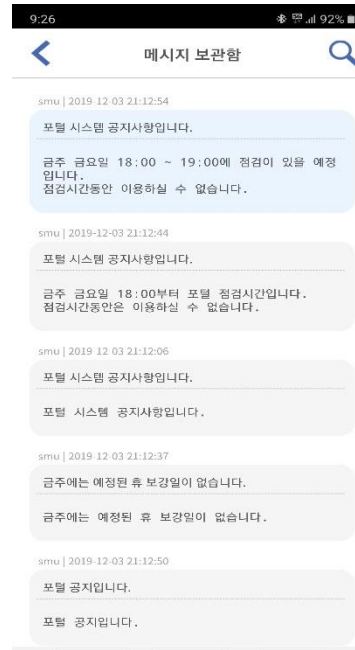 9:26
92%
메시지 보관함
smu | 2019-12-03 21:12:54
포털 시스템 공지사항입니다.
금주 금요일 18:00 ~ 19:00에 점검이 있을 예정
입니다.
점검시간동안 이용하실 수 없습니다.
smu | 2019-12-03 21:12:44
포털 시스템 공지사항입니다.
금주 금요일 18:00부터 포털 점검시간입니다.
점검시간동안은 이용하실 수 없습니다.
smu | 2019-12-03 21:12:06
포털 시스템 공지사항입니다.
포털 시스템 공지사항입니다.
smu | 2019-12-03 21:12:37
금주에는 예정된 휴 보강일이 없습니다.
금주에는 예정된 휴 보강일이 없습니다.
smu | 2019-12-03 21:12:50
포털 공지입니다.
포털 공지입니다.